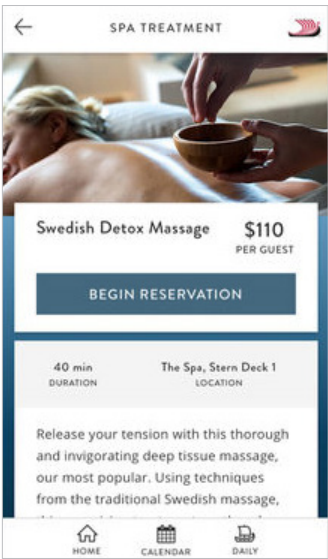 SPA TREATMENT
Swedish Detox Massage
$110
PER GUEST
BEGIN RESERVATION
40 min
DURATION
The Spa, Stern Deck 1
LOCATION
Release your tension with this thorough
and invigorating deep tissue massage,
our most popular. Using techniques
from the traditional Swedish massage,
HOME
CALENDAR
DAILY